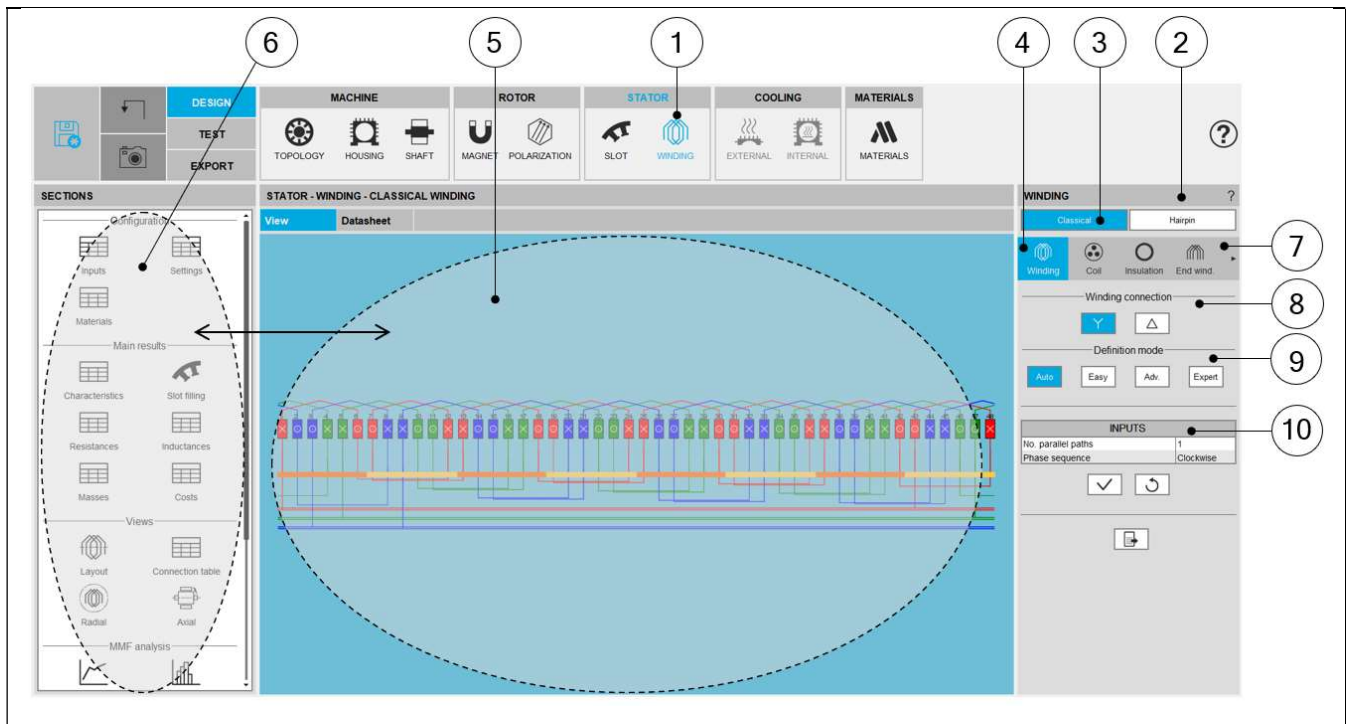 6 5 1 4 3 2
DESIGN MACHINE ROTOR STATOR COOLING MATERIALS
TEST
TOPOLOGY HOUSING SHAFT MAGNET POLARIZATION SLOT WINDING EXTERNAL INTERNAL MATERIALS
?
EXPORT
SECTIONS STATOR - WINDING - CLASSICAL WINDING WINDING ?
View Datasheet
Classical Hairpin
Configuration
Inputs Settings
Materials
Main results
Characteristics Slot filling
Resistances Inductances
Masses Costs
Views
Layout Connection table
Radial Axial
MMF analysis
Winding Coil Insulation End wind.
7
Winding connection
8
Definition mode
9
Auto Easy Adv. Expert
INPUTS
10
No. parallel paths 1
Phase sequence Clockwise